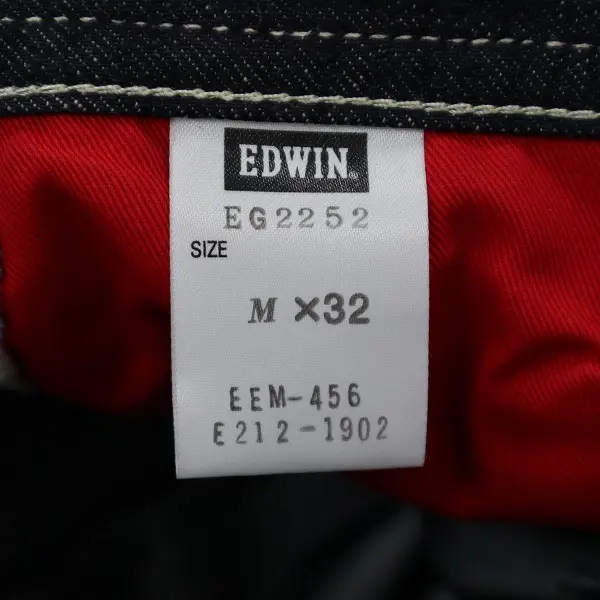 EDWIN
EG2252
SIZE
M ×32
EEM-456
E212-1902